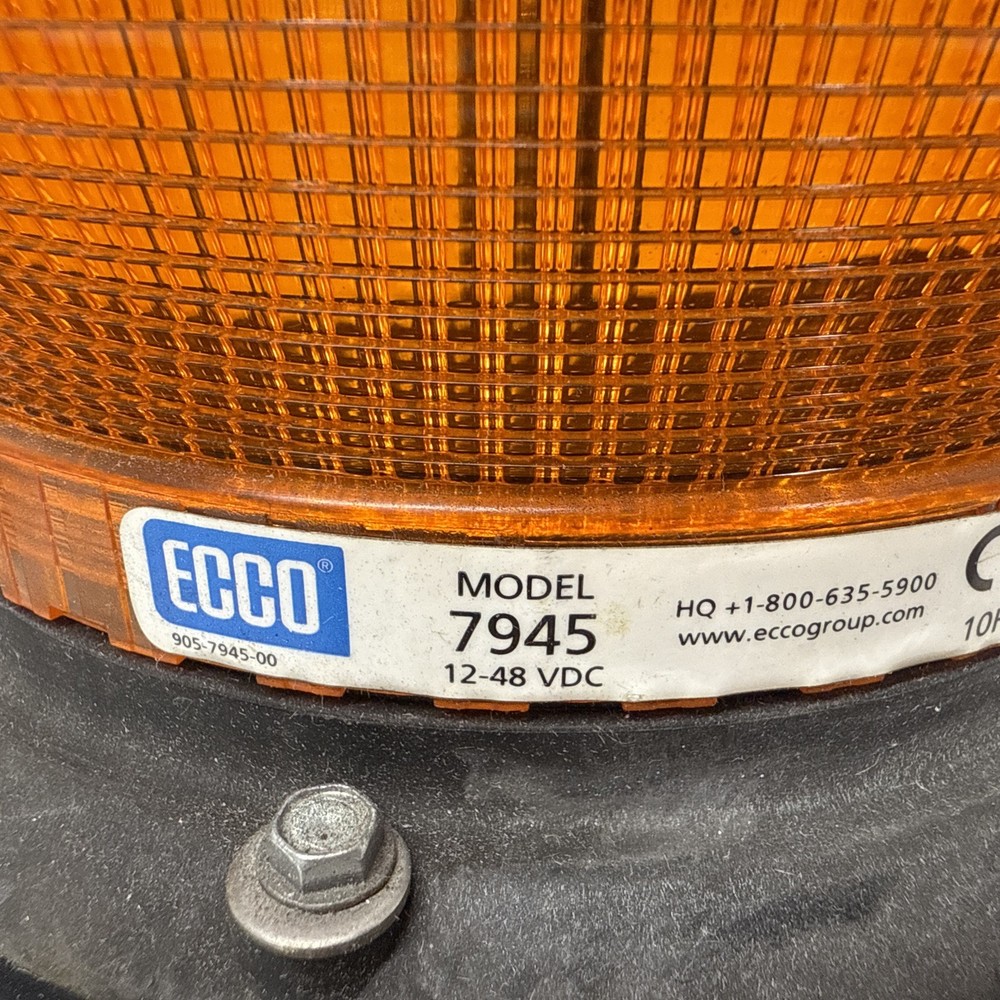 ECCO®
905-7945-00
MODEL
7945
12-48 VDC
HQ +1-800-635-5900
www.eccogroup.com